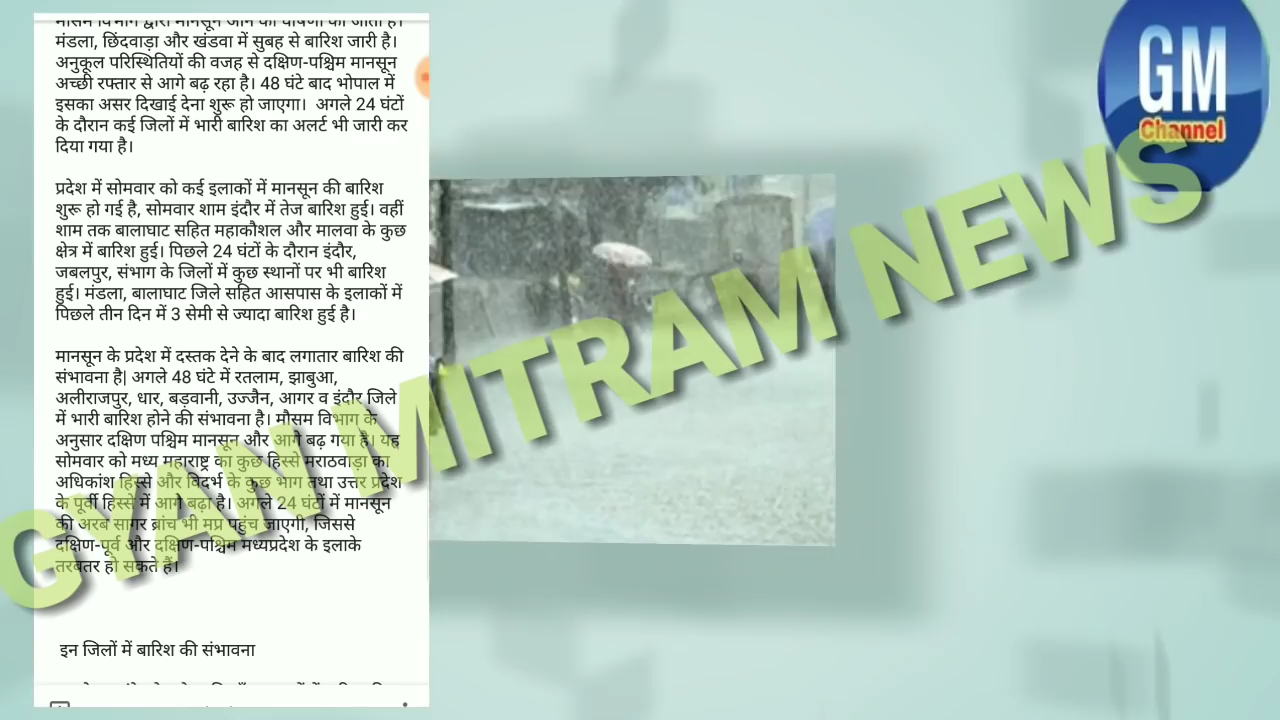 मौसम विभाग द्वारा मानसून आने की घोषणा की जाती है।
मंडला, छिंदवाड़ा और खंडवा में सुबह से बारिश जारी है।
अनुकूल परिस्थितियों की वजह से दक्षिण-पश्चिम मानसून
अच्छी रफ्तार से आगे बढ़ रहा है। 48 घंटे बाद भोपाल में
इसका असर दिखाई देना शुरू हो जाएगा। अगले 24 घंटों
के दौरान कई जिलों में भारी बारिश का अलर्ट भी जारी कर
दिया गया है।
प्रदेश में सोमवार को कई इलाकों में मानसून की बारिश
शुरू हो गई है, सोमवार शाम इंदौर में तेज बारिश हुई। वहीं
शाम तक बालाघाट सहित महाकौशल और मालवा के कुछ
क्षेत्र में बारिश हुई। पिछले 24 घंटों के दौरान इंदौर,
जबलपुर, संभाग के जिलों में कुछ स्थानों पर भी बारिश
हुई। मंडला, बालाघाट जिले सहित आसपास के इलाकों में
पिछले तीन दिन में 3 सेमी से ज्यादा बारिश हुई है।
मानसून के प्रदेश में दस्तक देने के बाद लगातार बारिश की
संभावना है| अगले 48 घंटे में रतलाम, झाबुआ,
अलीराजपुर, धार, बड़वानी, उज्जैन, आगर व इंदौर जिले
में भारी बारिश होने की संभावना है। मौसम विभाग के
अनुसार दक्षिण पश्चिम मानसून और आगे बढ़ गया है। यह
सोमवार को मध्य महाराष्ट्र का कुछ हिस्से मराठवाड़ा का
अधिकांश हिस्से और विदर्भ के कुछ भाग तथा उत्तर प्रदेश
के पूर्वी हिस्से में आगे बढ़ा है। अगले 24 घंटों में मानसून
की अरब सागर ब्रांच भी मप्र पहुंच जाएगी, जिससे
दक्षिण-पूर्व और दक्षिण-पश्चिम मध्यप्रदेश के इलाके
तरबतर हो सकते हैं।
इन जिलों में बारिश की संभावना
GM
Channel
GYAN MITRAM NEWS